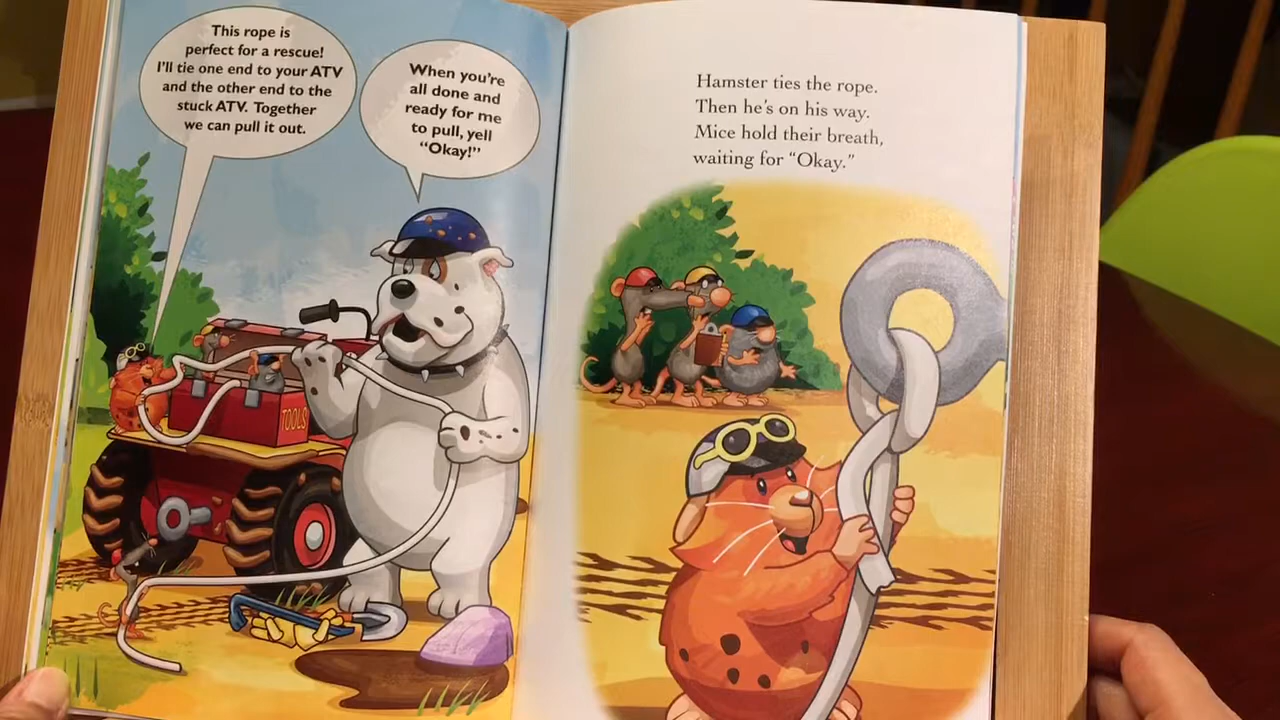 This rope is
perfect for a rescue!
I'll tie one end to your ATV
and the other end to the
stuck ATV. Together
we can pull it out.
When you're
all done and
ready for me
to pull, yell
“Okay!”
TOOLS
Hamster ties the rope.
Then he's on his way.
Mice hold their breath,
waiting for “Okay.”